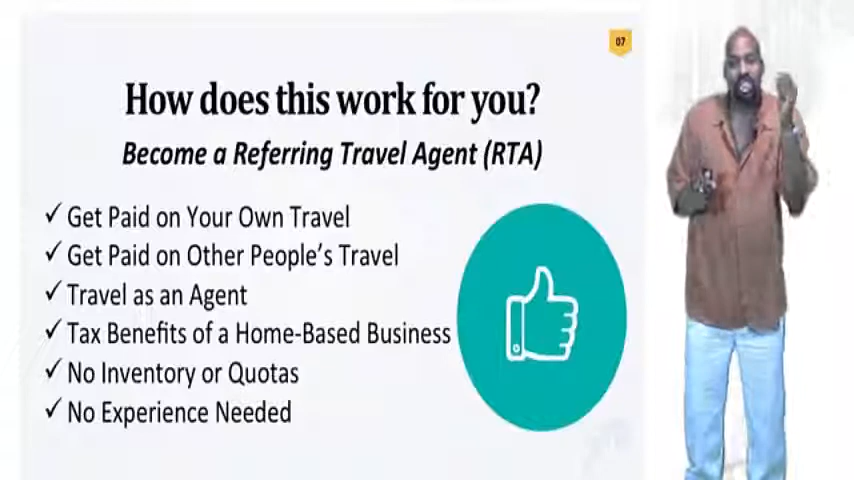 07
How does this work for you?
Become a Referring Travel Agent (RTA)
✓ Get Paid on Your Own Travel
✓ Get Paid on Other People’s Travel
✓ Travel as an Agent
✓ Tax Benefits of a Home-Based Business
✓ No Inventory or Quotas
✓ No Experience Needed